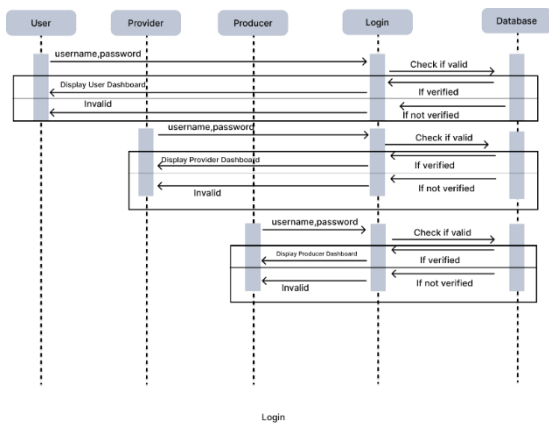 User
Provider
Producer
Login
Database
username,password
Check if valid
Display User Dashboard
If verified
Invalid
If not verified
username,password
Check if valid
Display Provider Dashboard
If verified
Invalid
If not verified
username,password
Check if valid
Display Producer Dashboard
If verified
Invalid
If not verified
Login